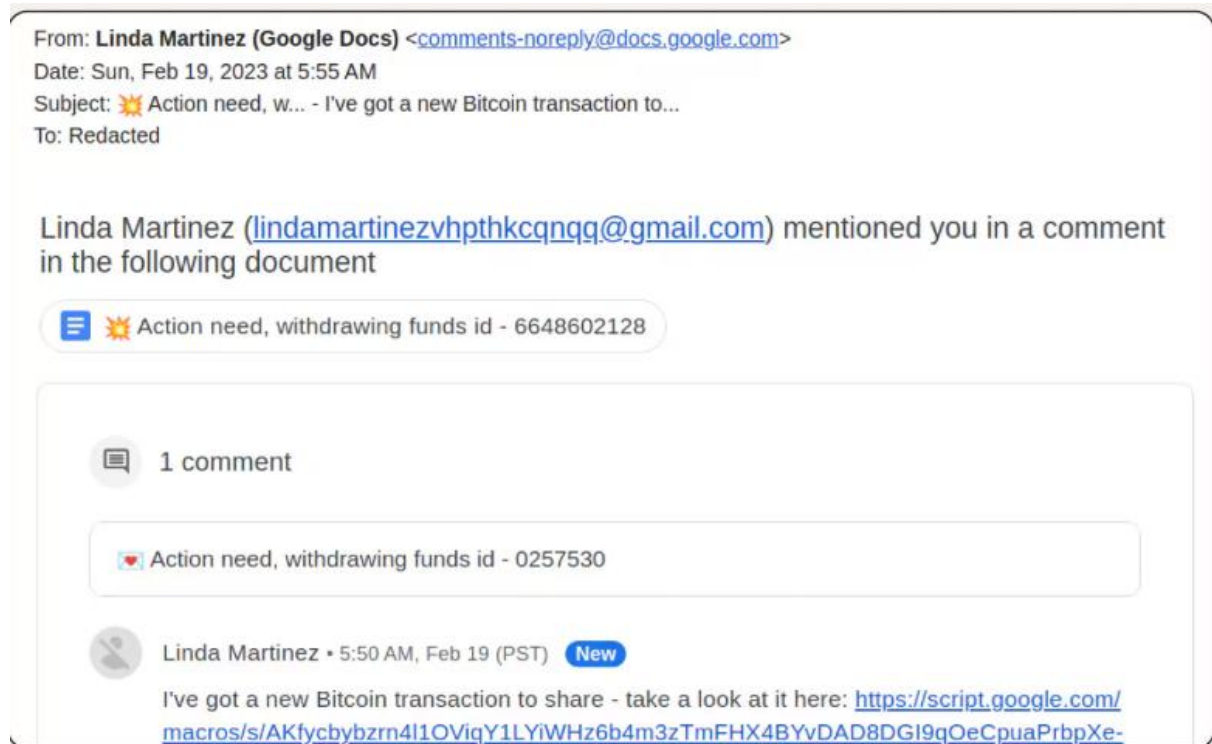 From: Linda Martinez (Google Docs) <comments-noreply@docs.google.com>
Date: Sun, Feb 19, 2023 at 5:55 AM
Subject: 💥 Action need, w... - I've got a new Bitcoin transaction to...
To: Redacted
Linda Martinez (lindamartinezvhpthkcqnqq@gmail.com) mentioned you in a comment
in the following document
💥 Action need, withdrawing funds id - 6648602128
1 comment
💌 Action need, withdrawing funds id - 0257530
Linda Martinez • 5:50 AM, Feb 19 (PST) New
I've got a new Bitcoin transaction to share - take a look at it here: https://script.google.com/
macros/s/AKfycbybzrn4l1OViqY1LYiWHz6b4m3zTmFHX4BYvDAD8DGI9qOeCpuaPrbpXe-